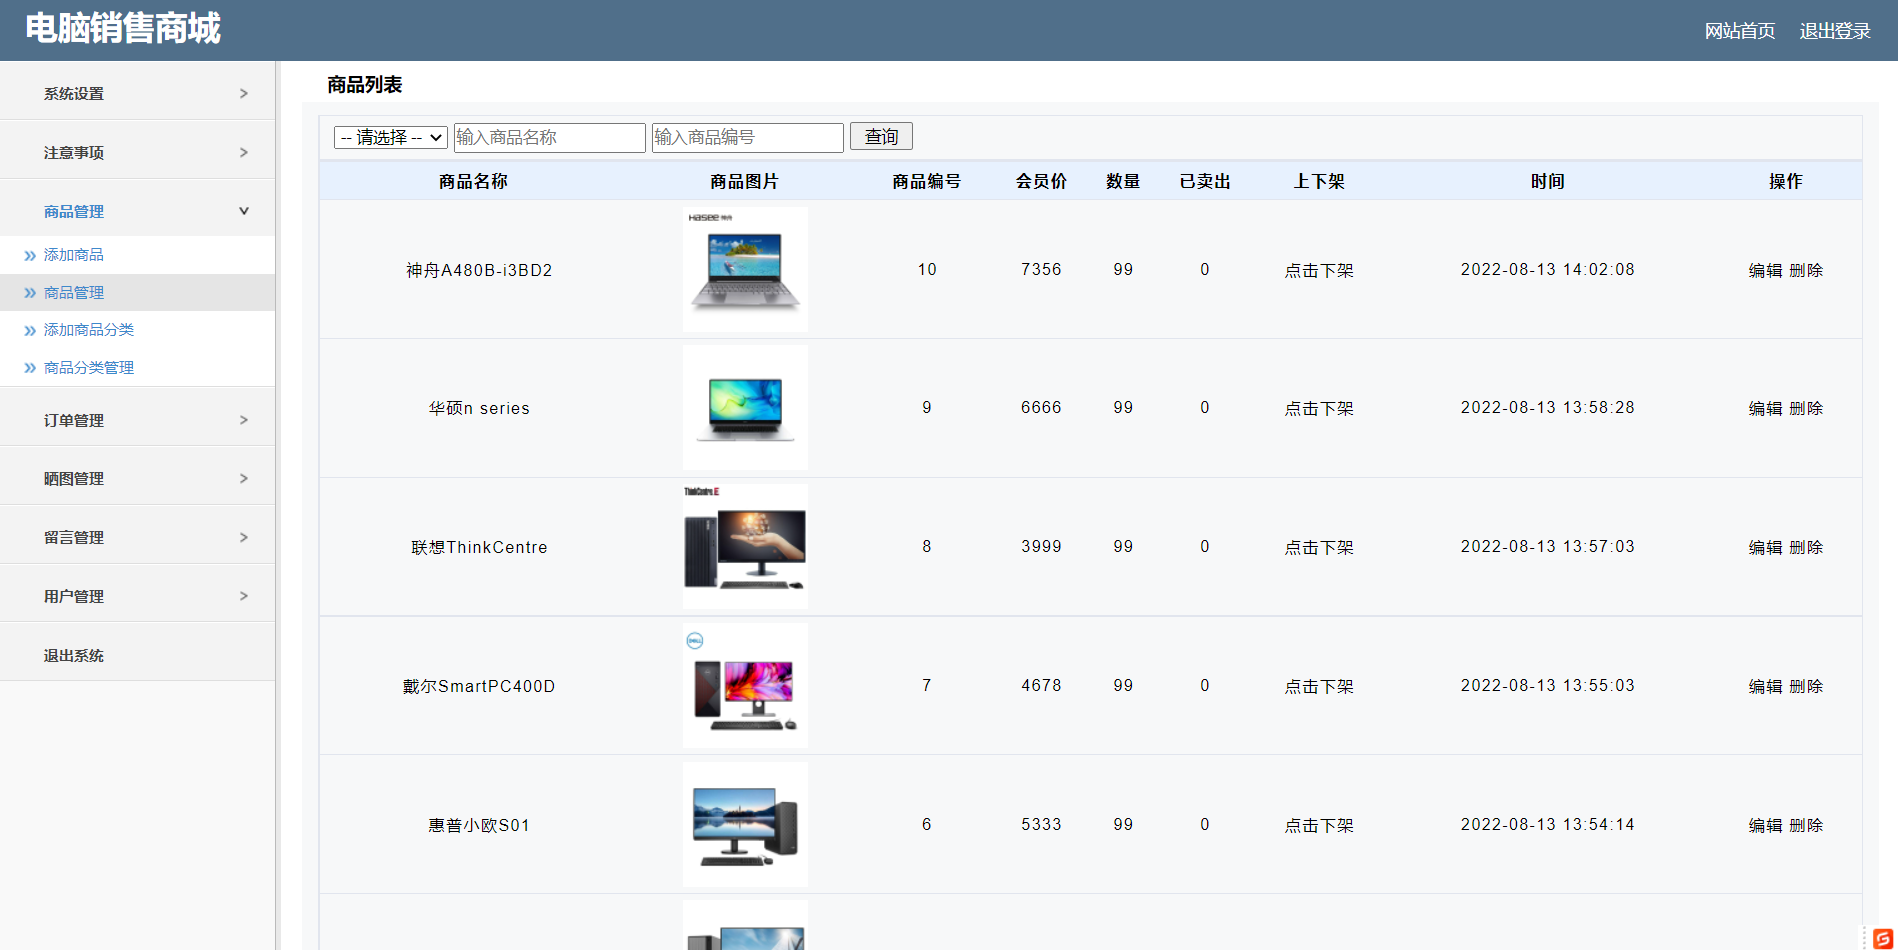 电脑销售商城
网站首页 退出登录
系统设置 >
注意事项 >
商品管理 ∨
» 添加商品
» 商品管理
» 添加商品分类
» 商品分类管理
订单管理 >
晒图管理 >
留言管理 >
用户管理 >
退出系统
商品列表
-- 请选择 -- 输入商品名称 输入商品编号 查询
商品名称 商品图片 商品编号 会员价 数量 已卖出 上下架 时间 操作
Hasee 神舟
神舟A480B-i3BD2 10 7356 99 0 点击下架 2022-08-13 14:02:08 编辑 删除
华硕n series 9 6666 99 0 点击下架 2022-08-13 13:58:28 编辑 删除
ThinkCentre E
联想ThinkCentre 8 3999 99 0 点击下架 2022-08-13 13:57:03 编辑 删除
DELL
戴尔SmartPC400D 7 4678 99 0 点击下架 2022-08-13 13:55:03 编辑 删除
惠普小欧S01 6 5333 99 0 点击下架 2022-08-13 13:54:14 编辑 删除